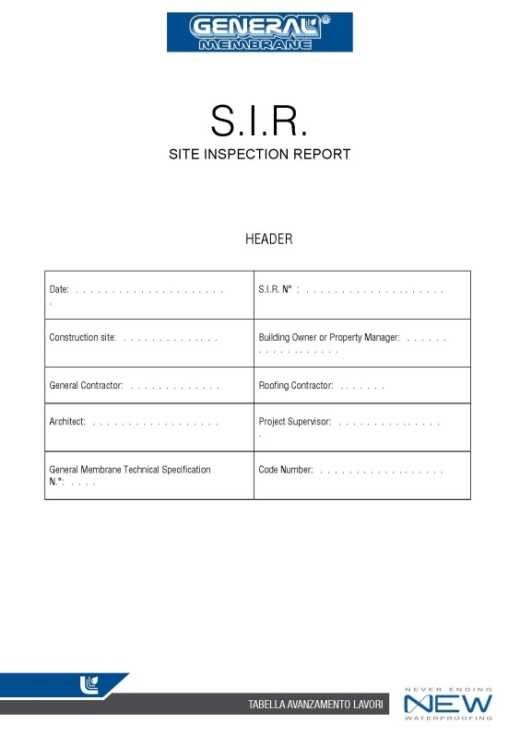 GENERAL®
MEMBRANE
S.I.R.
SITE INSPECTION REPORT
HEADER
Date: . . . . . . . . . . . . . . . . . . . . .
.
S.I.R. N° : . . . . . . . . . . . . . . . . . . . .
Construction site: . . . . . . . . . . . . . .
Building Owner or Property Manager: . . . . . .
. . . . . . . . . . . .
General Contractor: . . . . . . . . . . . . .
Roofing Contractor: . . . . . . .
Architect: . . . . . . . . . . . . . . . . . .
Project Supervisor: . . . . . . . . . . . . . . .
.
General Membrane Technical Specification
N.°: . . . .
Code Number: . . . . . . . . . . . . . . . . . .
TABELLA AVANZAMENTO LAVORI
NEVER ENDING
NEW
WATERPROOFING